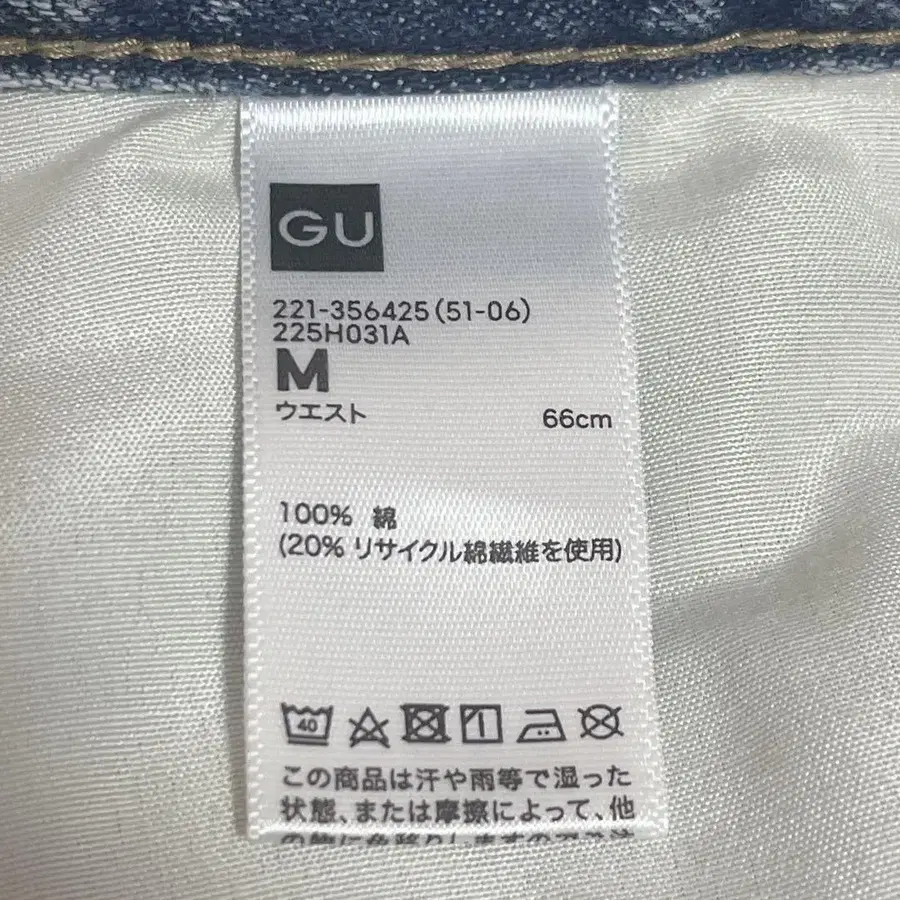 GU
221-356425(51-06)
225H031A
M
ウエスト 66cm
100% 綿
(20% リサイクル綿繊維を使用)
40
この商品は汗や雨等で湿った
状態、または摩擦によって、他